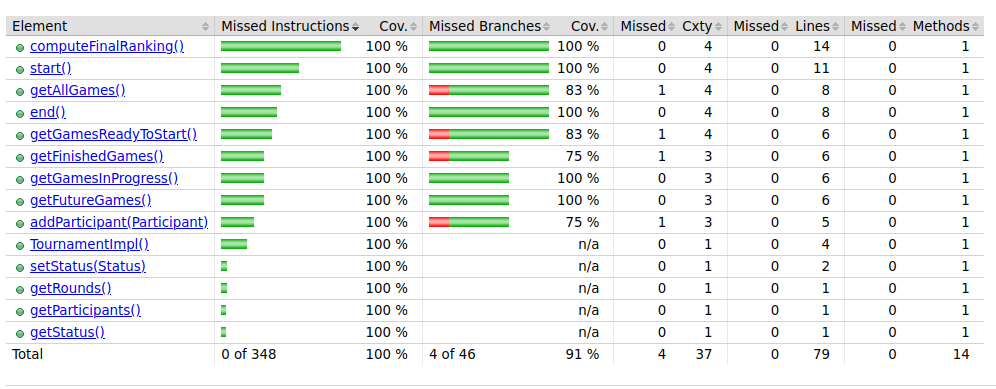 Element Missed Instructions Cov. Missed Branches Cov. Missed Cxty Missed Lines Missed Methods
computeFinalRanking() 100 % 100 % 0 4 0 14 0 1
start() 100 % 100 % 0 4 0 11 0 1
getAllGames() 100 % 83 % 1 4 0 8 0 1
end() 100 % 100 % 0 4 0 8 0 1
getGamesReadyToStart() 100 % 83 % 1 4 0 6 0 1
getFinishedGames() 100 % 75 % 1 3 0 6 0 1
getGamesInProgress() 100 % 100 % 0 3 0 6 0 1
getFutureGames() 100 % 100 % 0 3 0 6 0 1
addParticipant(Participant) 100 % 75 % 1 3 0 5 0 1
TournamentImpl() 100 % n/a 0 1 0 4 0 1
setStatus(Status) 100 % n/a 0 1 0 2 0 1
getRounds() 100 % n/a 0 1 0 1 0 1
getParticipants() 100 % n/a 0 1 0 1 0 1
getStatus() 100 % n/a 0 1 0 1 0 1
Total 0 of 348 100 % 4 of 46 91 % 4 37 0 79 0 14